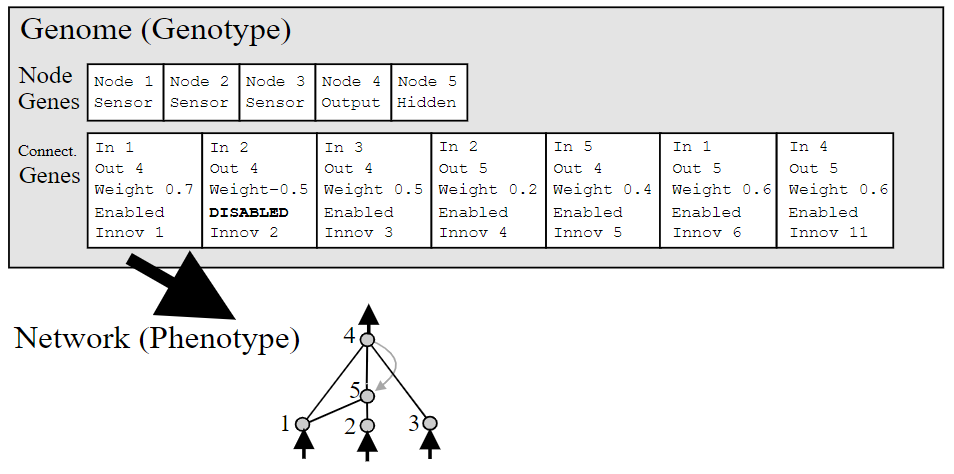 Genome (Genotype)
Node Genes
Node 1 Node 2 Node 3 Node 4 Node 5
Sensor Sensor Sensor Output Hidden
Connect. Genes
In 1 In 2 In 3 In 2 In 5 In 1 In 4
Out 4 Out 4 Out 4 Out 5 Out 4 Out 5 Out 5
Weight 0.7 Weight-0.5 Weight 0.5 Weight 0.2 Weight 0.4 Weight 0.6 Weight 0.6
Enabled DISABLED Enabled Enabled Enabled Enabled Enabled
Innov 1 Innov 2 Innov 3 Innov 4 Innov 5 Innov 6 Innov 11
Network (Phenotype)
4
5
1 2 3